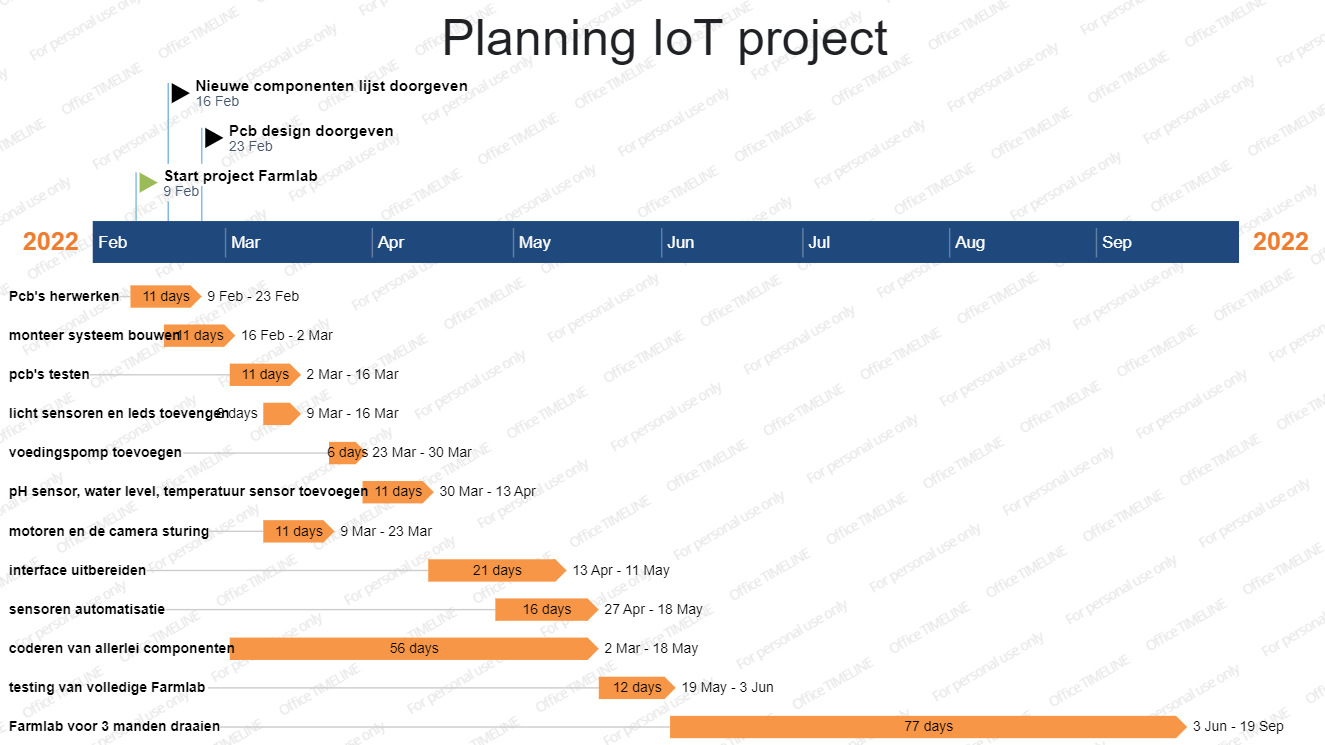 Planning IoT project
Nieuwe componenten lijst doorgeven
16 Feb
Pcb design doorgeven
23 Feb
Start project Farmlab
9 Feb
2022 Feb Mar Apr May Jun Jul Aug Sep 2022
Pcb's herwerken 11 days 9 Feb - 23 Feb
monteer systeem bouwen 11 days 16 Feb - 2 Mar
pcb's testen 11 days 2 Mar - 16 Mar
licht sensoren en leds toevengen 6 days 9 Mar - 16 Mar
voedingspomp toevoegen 6 days 23 Mar - 30 Mar
pH sensor, water level, temperatuur sensor toevoegen 11 days 30 Mar - 13 Apr
motoren en de camera sturing 11 days 9 Mar - 23 Mar
interface uitbereiden 21 days 13 Apr - 11 May
sensoren automatisatie 16 days 27 Apr - 18 May
coderen van allerlei componenten 56 days 2 Mar - 18 May
testing van volledige Farmlab 12 days 19 May - 3 Jun
Farmlab voor 3 manden draaien 77 days 3 Jun - 19 Sep
For personal use only
Office TIMELINE